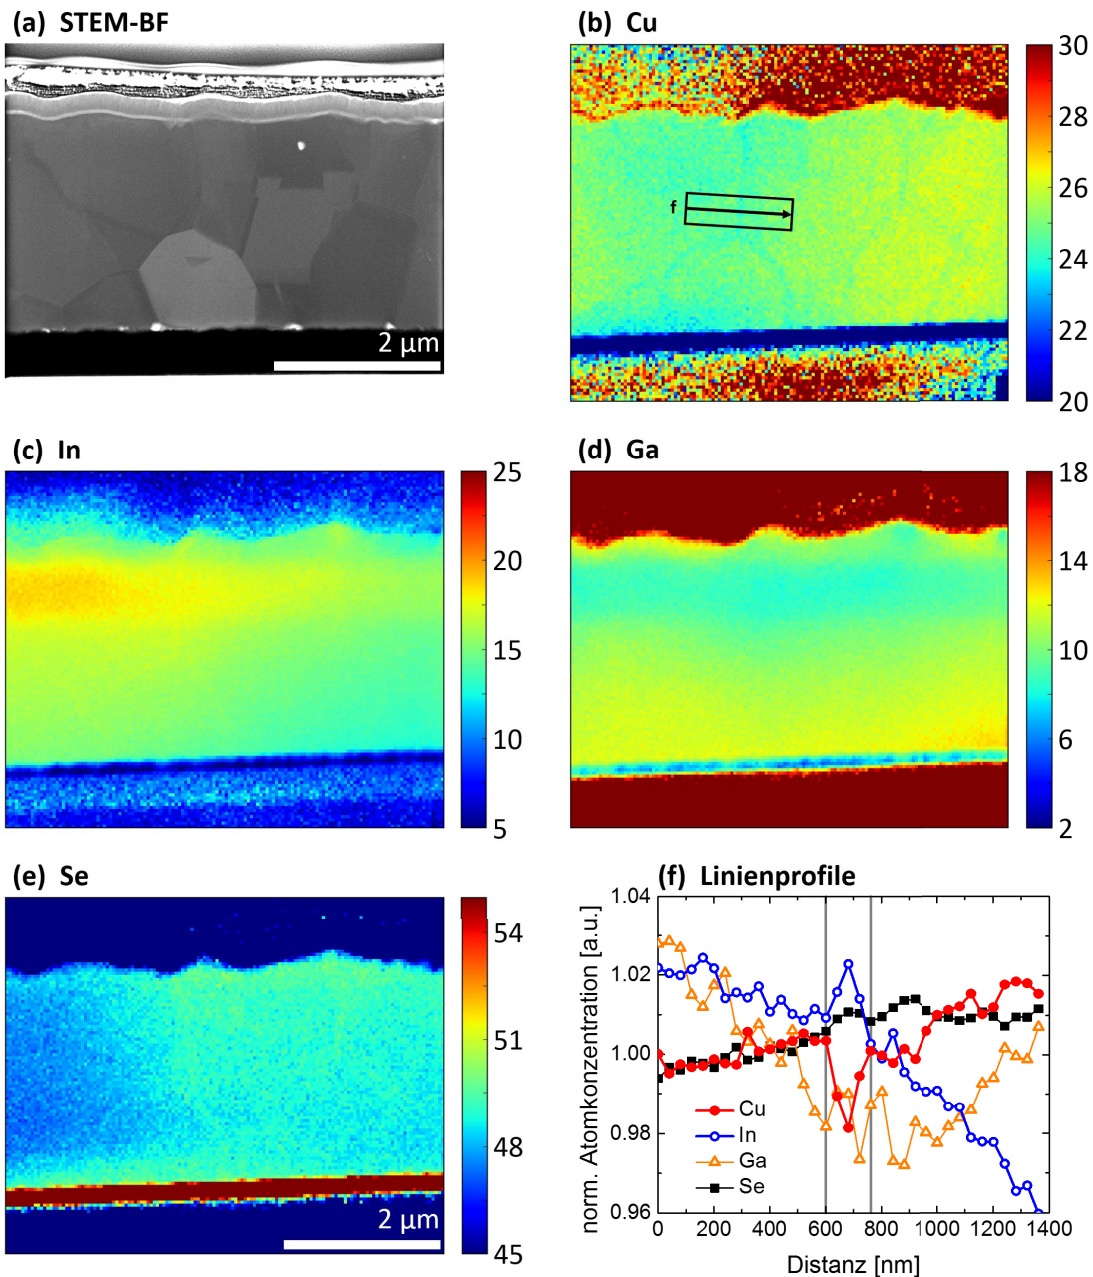 (a) STEM-BF
2 µm
(b) Cu
f
30
28
26
24
22
20
(c) In
25
20
15
10
5
(d) Ga
18
14
10
6
2
(e) Se
54
51
48
45
2 µm
(f) Linienprofile
norm. Atomkonzentration [a.u.]
1.04
1.02
1.00
0.98
0.96
Cu
In
Ga
Se
0 200 400 600 800 1000 1200 1400
Distanz [nm]